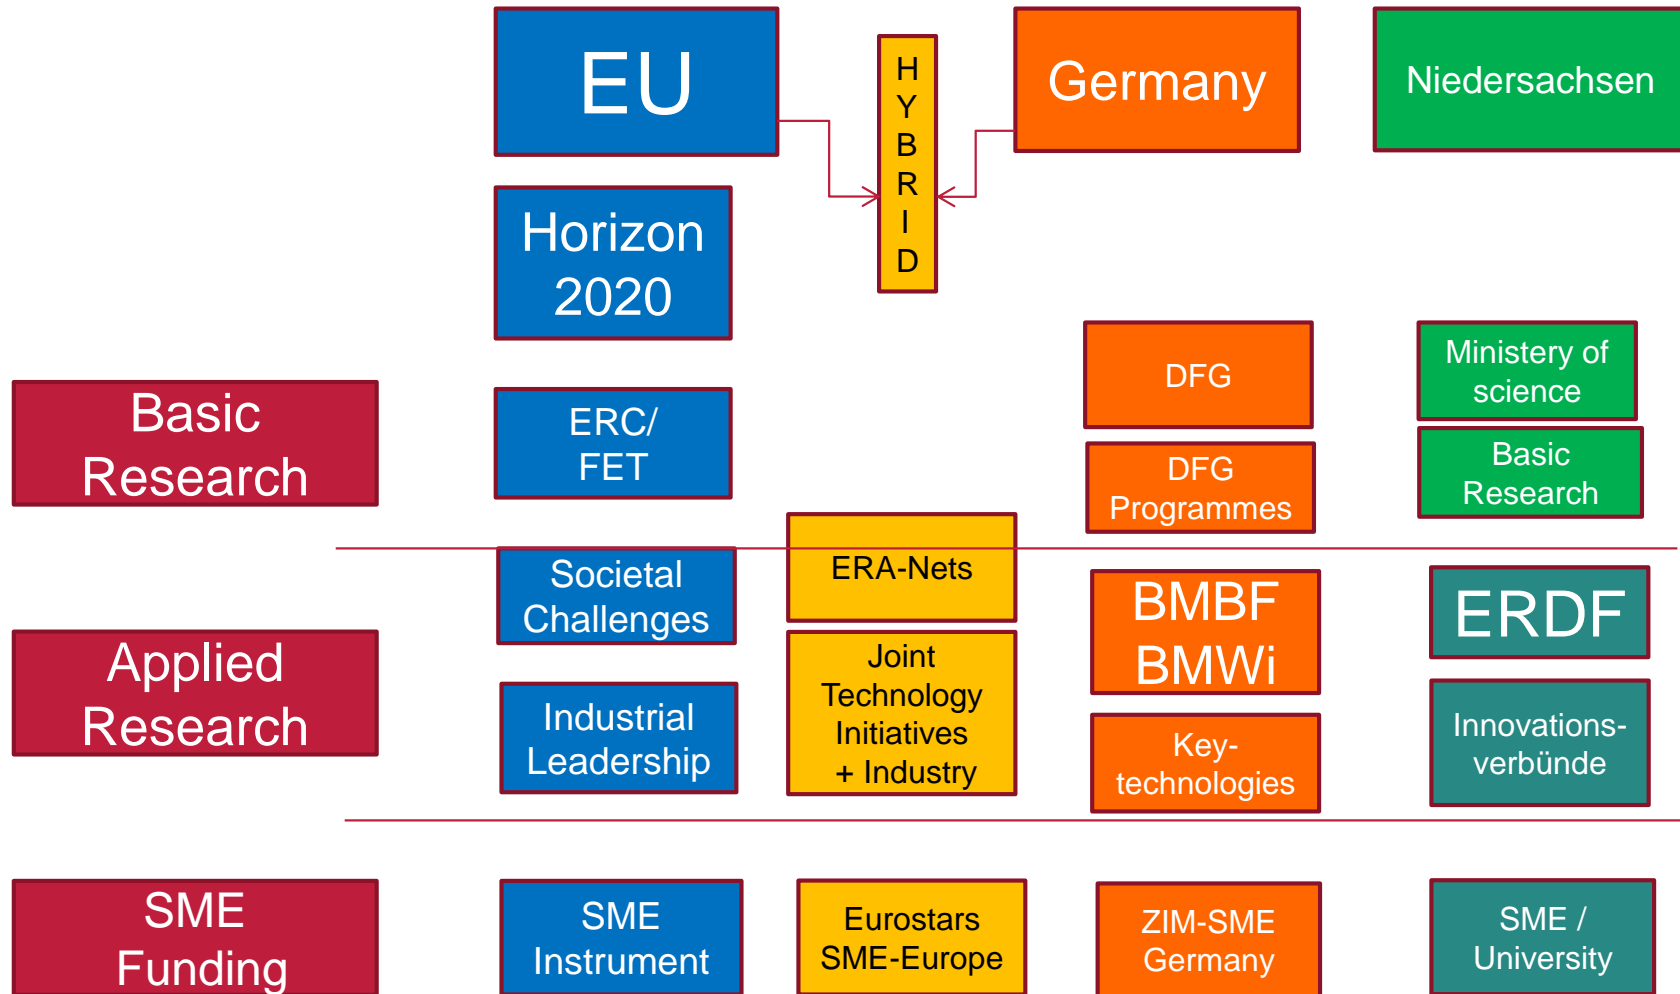 EU
H
Y
B
R
I
D
Germany
Niedersachsen
Horizon
2020
Basic
Research
ERC/
FET
DFG
DFG
Programmes
Ministery of
science
Basic
Research
Applied
Research
Societal
Challenges
Industrial
Leadership
ERA-Nets
Joint
Technology
Initiatives
+ Industry
BMBF
BMWi
Key-
technologies
ERDF
Innovations-
verbünde
SME
Funding
SME
Instrument
Eurostars
SME-Europe
ZIM-SME
Germany
SME /
University